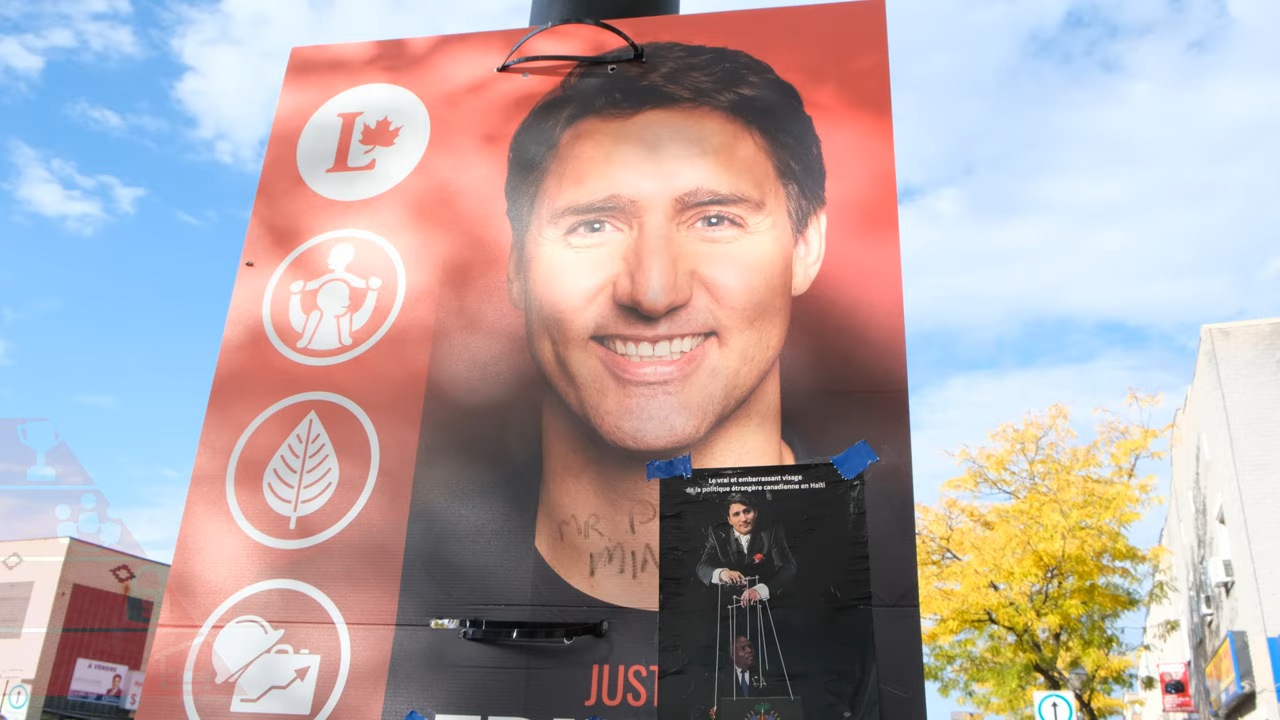 L
MR. P
MIN
Le vrai et embarrassant visage
de la politique étrangère canadienne en Haïti
JUST
À VENDRE